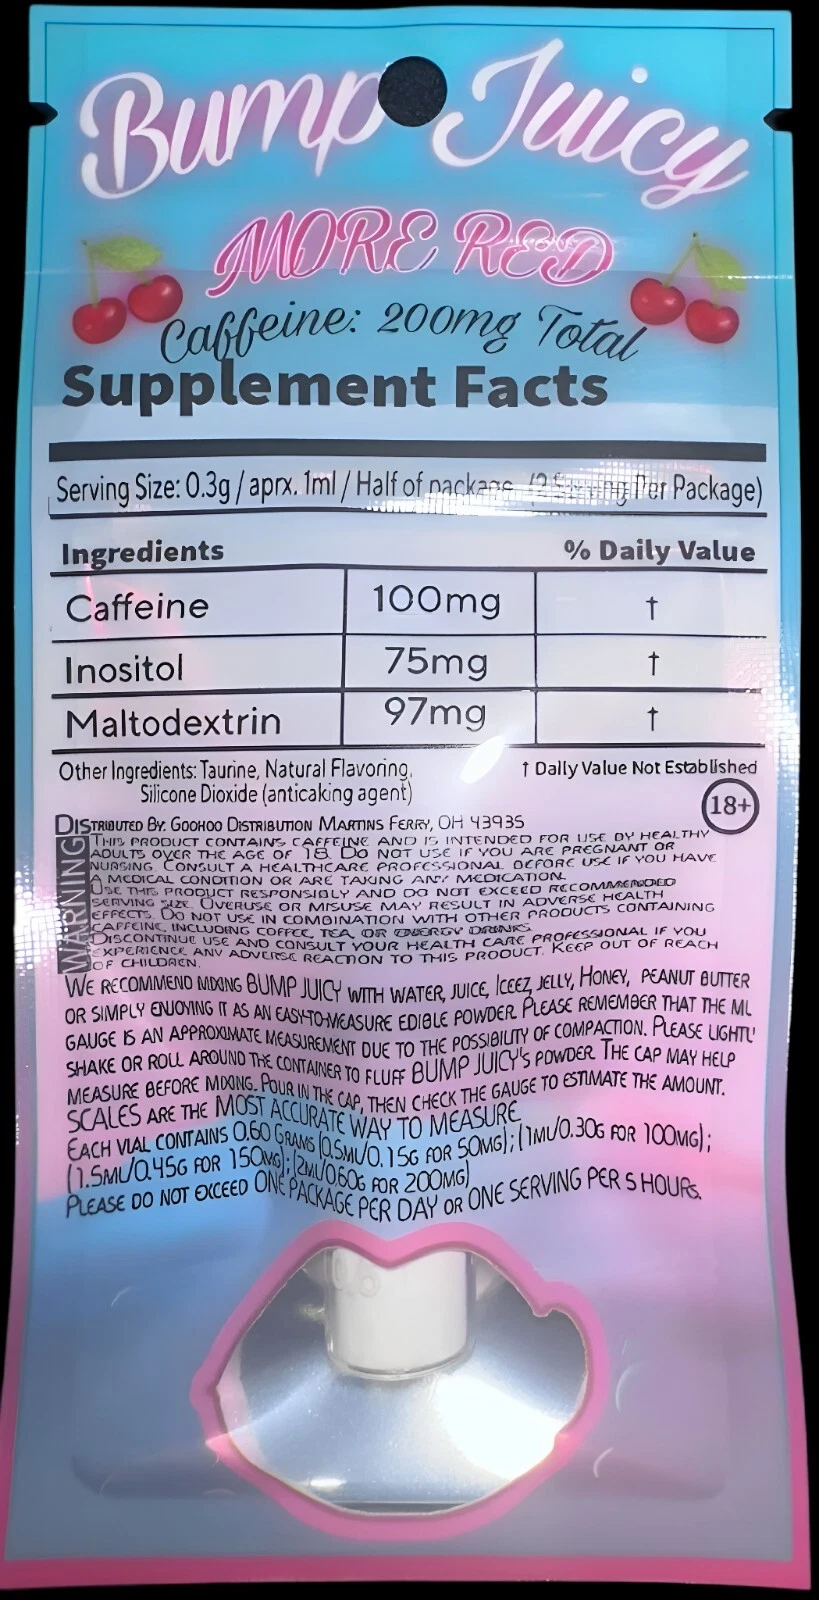 Bump Juicy
MORE RED
Caffeine: 200mg Total
Supplement Facts
Serving Size: 0.3g / aprx. 1ml / Half of package (2 Serving Per Package)
Ingredients % Daily Value
Caffeine 100mg †
Inositol 75mg †
Maltodextrin 97mg †
Other Ingredients: Taurine, Natural Flavoring, † Daily Value Not Established
Silicone Dioxide (anticaking agent)
18+
DISTRIBUTED BY: GOOHOO DISTRIBUTION MARTINS FERRY, OH 43935
WARNING
THIS PRODUCT CONTAINS CAFFEINE AND IS INTENDED FOR USE BY HEALTHY
ADULTS OVER THE AGE OF 18. DO NOT USE IF YOU ARE PREGNANT OR
NURSING. CONSULT A HEALTHCARE PROFESSIONAL BEFORE USE IF YOU HAVE
A MEDICAL CONDITION OR ARE TAKING ANY MEDICATION.
USE THIS PRODUCT RESPONSIBLY AND DO NOT EXCEED RECOMMENDED
SERVING SIZE. OVERUSE OR MISUSE MAY RESULT IN ADVERSE HEALTH
EFFECTS. DO NOT USE IN COMBINATION WITH OTHER PRODUCTS CONTAINING
CAFFEINE, INCLUDING COFFEE, TEA, OR ENERGY DRINKS.
DISCONTINUE USE AND CONSULT YOUR HEALTH CARE PROFESSIONAL IF YOU
EXPERIENCE ANY ADVERSE REACTION TO THIS PRODUCT. KEEP OUT OF REACH
OF CHILDREN.
WE RECOMMEND MIXING BUMP JUICY WITH WATER, JUICE, ICEEZ, JELLY, HONEY, PEANUT BUTTER
OR SIMPLY ENJOYING IT AS AN EASY-TO-MEASURE EDIBLE POWDER. PLEASE REMEMBER THAT THE ML
GAUGE IS AN APPROXIMATE MEASUREMENT DUE TO THE POSSIBILITY OF COMPACTION. PLEASE LIGHTLY
SHAKE OR ROLL AROUND THE CONTAINER TO FLUFF BUMP JUICY'S POWDER. THE CAP MAY HELP
MEASURE BEFORE MIXING. POUR IN THE CAP, THEN CHECK THE GAUGE TO ESTIMATE THE AMOUNT.
SCALES ARE THE MOST ACCURATE WAY TO MEASURE.
EACH VIAL CONTAINS 0.60 GRAMS (0.5ML/0.15G FOR 50MG); (1ML/0.30G FOR 100MG);
(1.5ML/0.45G FOR 150MG); (2ML/0.60G FOR 200MG)
PLEASE DO NOT EXCEED ONE PACKAGE PER DAY OR ONE SERVING PER 5 HOURS.